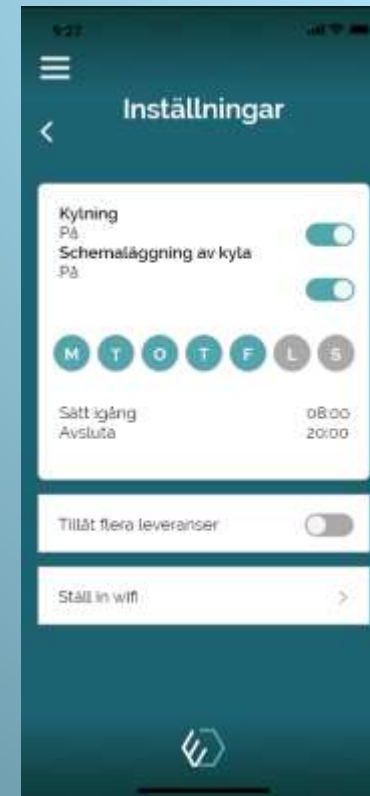 9:27
Inställningar
Kylning
På
Schemaläggning av kyla
På
M T O T F L S
Sätt igång 08:00
Avsluta 20:00
Tillåt flera leveranser
Ställ in wifi